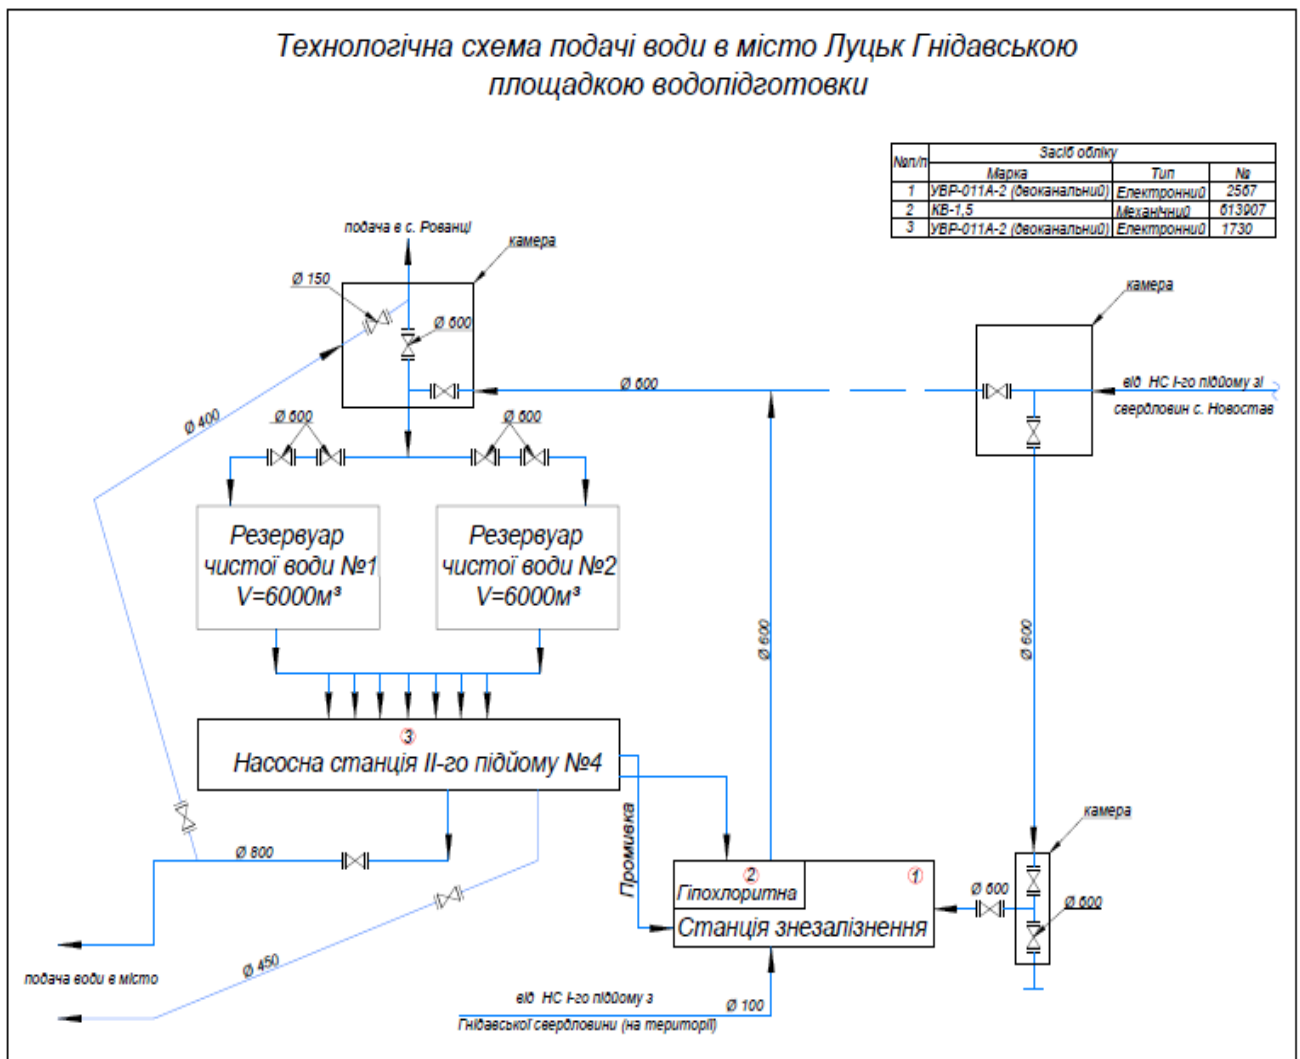 Технологічна схема подачі води в місто Луцьк Гнідавською
площадкою водопідготовки
№п/п
Засіб обліку
Марка Тип №
1 УВР-011А-2 (двоканальний) Електронний 2567
2 КВ-1,5 Механічний 613907
3 УВР-011А-2 (двоканальний) Електронний 1730
подача в с. Рованці
камера
Ø 150
Ø 600
камера
Ø 600
від НС І-го підйому зі
свердловин с. Новостав
Ø 400
Ø 600
Ø 600
Резервуар
чистої води №1
V=6000м³
Резервуар
чистої води №2
V=6000м³
Ø 600
Ø 600
3
Насосна станція ІІ-го підйому №4
Промивка
камера
Ø 800
2
Гіпохлоритна
1
Станція знезалізнення
Ø 600
Ø 600
подача води в місто
Ø 450
від НС І-го підйому з
Гнідавської свердловини (на території)
Ø 100